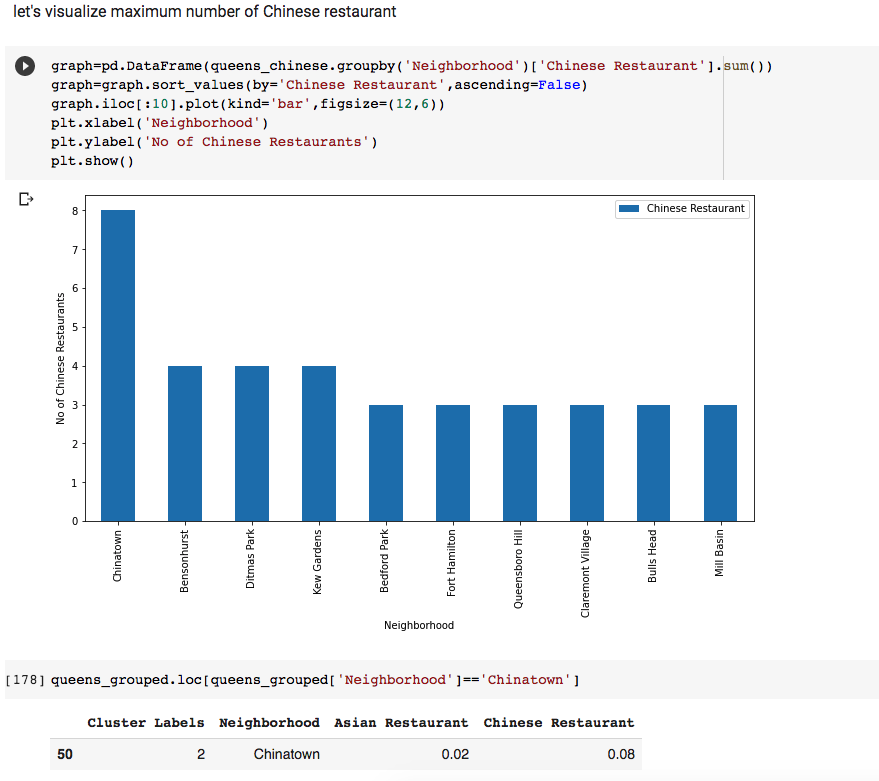 let's visualize maximum number of Chinese restaurant
graph=pd.DataFrame(queens_chinese.groupby('Neighborhood')['Chinese Restaurant'].sum())
graph=graph.sort_values(by='Chinese Restaurant',ascending=False)
graph.iloc[:10].plot(kind='bar',figsize=(12,6))
plt.xlabel('Neighborhood')
plt.ylabel('No of Chinese Restaurants')
plt.show()
Chinese Restaurant
8
7
6
5
4
3
2
1
0
No of Chinese Restaurants
Chinatown
Bensonhurst
Ditmas Park
Kew Gardens
Bedford Park
Fort Hamilton
Queensboro Hill
Claremont Village
Bulls Head
Mill Basin
Neighborhood
[178] queens_grouped.loc[queens_grouped['Neighborhood']=='Chinatown']
Cluster Labels Neighborhood Asian Restaurant Chinese Restaurant
50 2 Chinatown 0.02 0.08